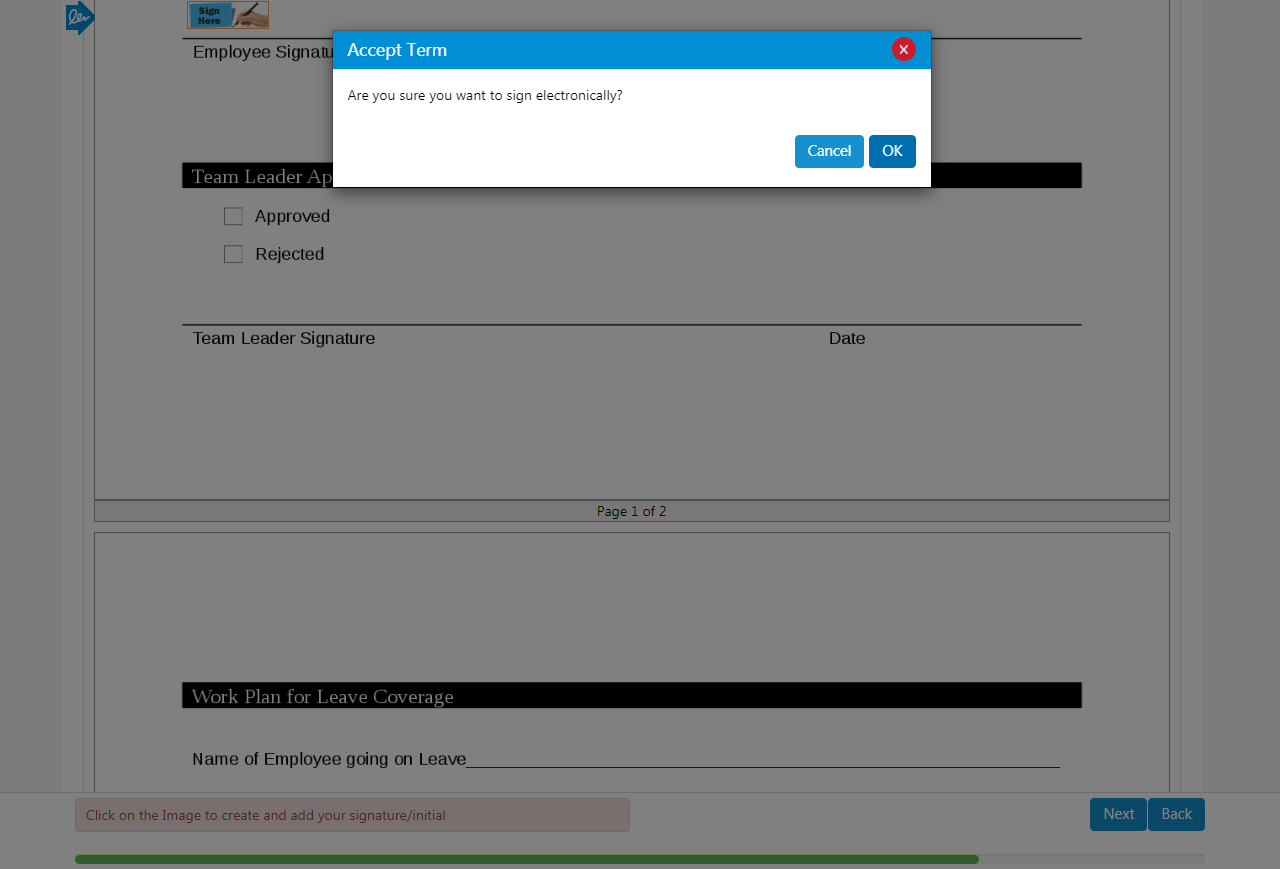 Sign
Here
Employee Signatu
Accept Term
Are you sure you want to sign electronically?
Cancel
OK
Team Leader Ap
Approved
Rejected
Team Leader Signature
Date
Page 1 of 2
Work Plan for Leave Coverage
Name of Employee going on Leave
Click on the Image to create and add your signature/initial
Next
Back